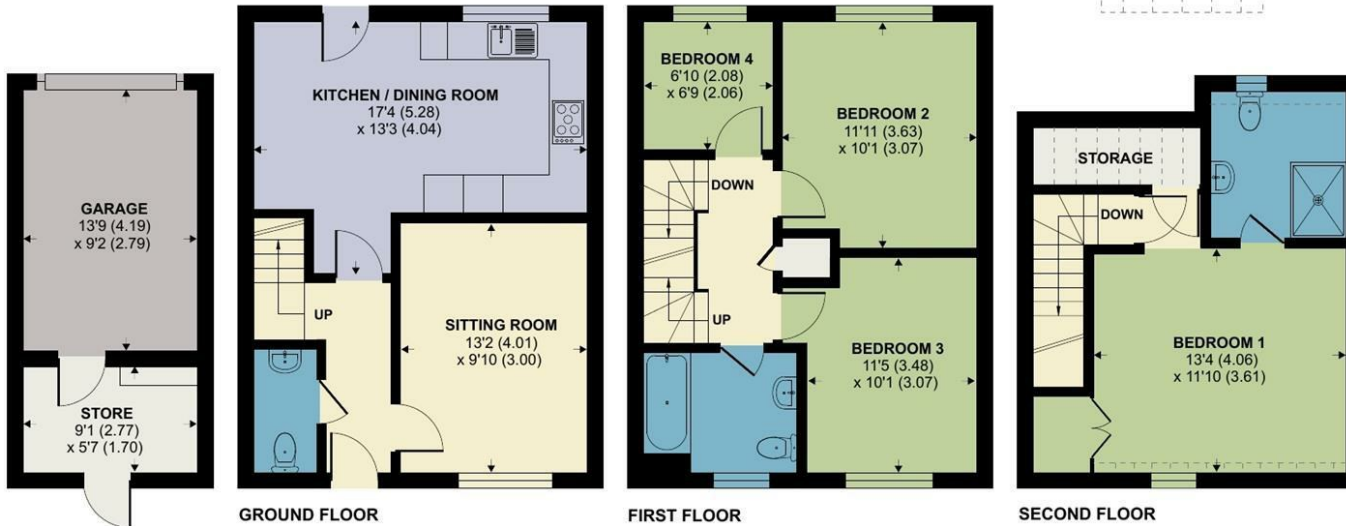 GARAGE
13'9 (4.19)
x 9'2 (2.79)
STORE
9'1 (2.77)
x 5'7 (1.70)
KITCHEN / DINING ROOM
17'4 (5.28)
x 13'3 (4.04)
UP
SITTING ROOM
13'2 (4.01)
x 9'10 (3.00)
GROUND FLOOR
BEDROOM 4
6'10 (2.08)
x 6'9 (2.06)
BEDROOM 2
11'11 (3.63)
x 10'1 (3.07)
DOWN
UP
BEDROOM 3
11'5 (3.48)
x 10'1 (3.07)
FIRST FLOOR
STORAGE
DOWN
BEDROOM 1
13'4 (4.06)
x 11'10 (3.61)
SECOND FLOOR